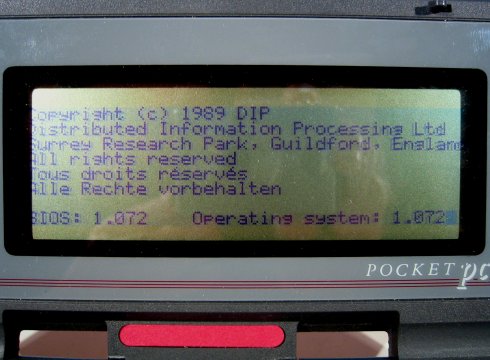 Copyright (c) 1989 DIP
Distributed Information Processing Ltd
Surrey Research Park, Guildford, England
All rights reserved
Tous droits réservés
Alle Rechte vorbehalten
BIOS: 1.072 Operating system: 1.072
POCKET pc